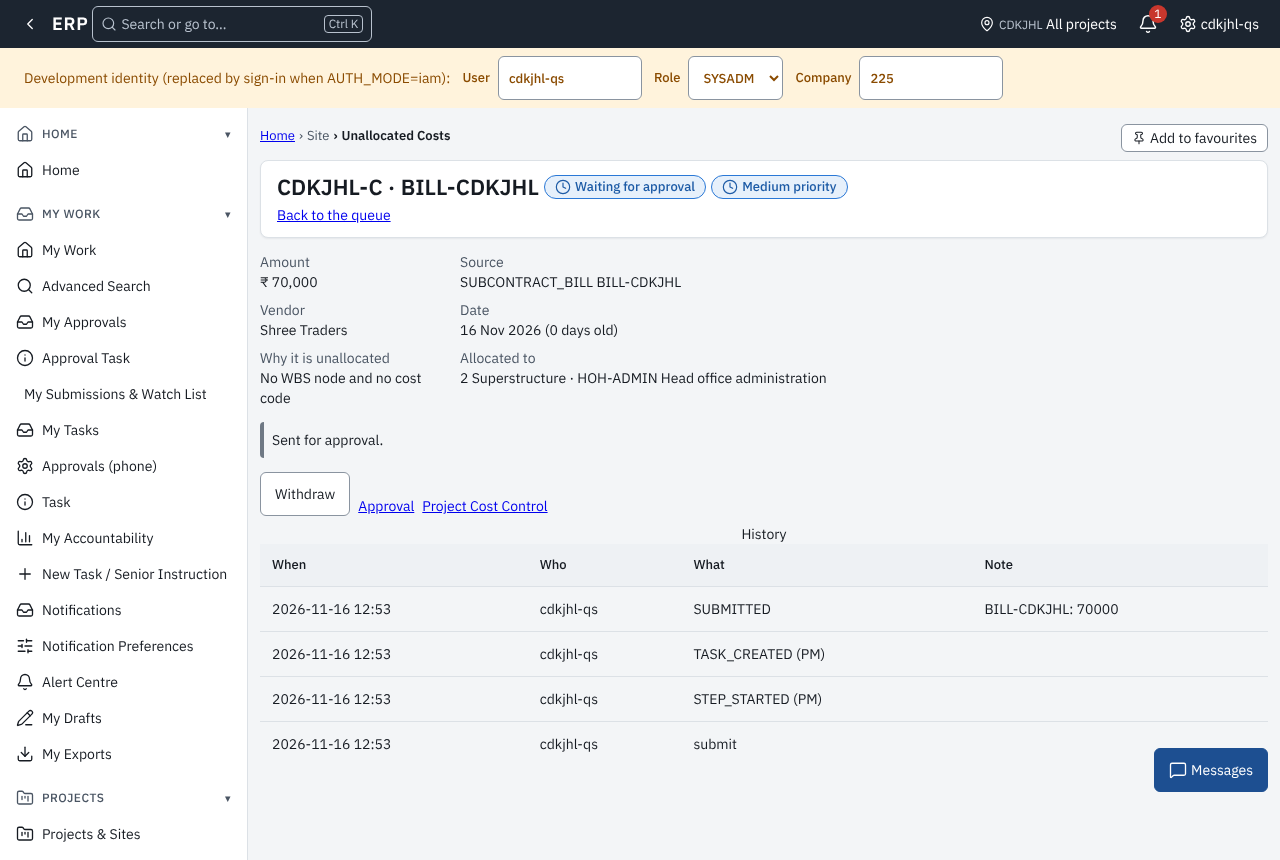 ERP
Search or go to…
Ctrl K
CDKJHL All projects
1
cdkjhl-qs
Development identity (replaced by sign-in when AUTH_MODE=iam):
User
cdkjhl-qs
Role
SYSADM
Company
225
HOME
Home
MY WORK
My Work
Advanced Search
My Approvals
Approval Task
My Submissions & Watch List
My Tasks
Approvals (phone)
Task
My Accountability
New Task / Senior Instruction
Notifications
Notification Preferences
Alert Centre
My Drafts
My Exports
PROJECTS
Projects & Sites
Home › Site › Unallocated Costs
Add to favourites
CDKJHL-C · BILL-CDKJHL
Waiting for approval
Medium priority
Back to the queue
Amount
₹ 70,000
Source
SUBCONTRACT_BILL BILL-CDKJHL
Vendor
Shree Traders
Date
16 Nov 2026 (0 days old)
Why it is unallocated
No WBS node and no cost
code
Allocated to
2 Superstructure · HOH-ADMIN Head office administration
Sent for approval.
Withdraw
Approval
Project Cost Control
History
When Who What Note
2026-11-16 12:53 cdkjhl-qs SUBMITTED BILL-CDKJHL: 70000
2026-11-16 12:53 cdkjhl-qs TASK_CREATED (PM)
2026-11-16 12:53 cdkjhl-qs STEP_STARTED (PM)
2026-11-16 12:53 cdkjhl-qs submit
Messages